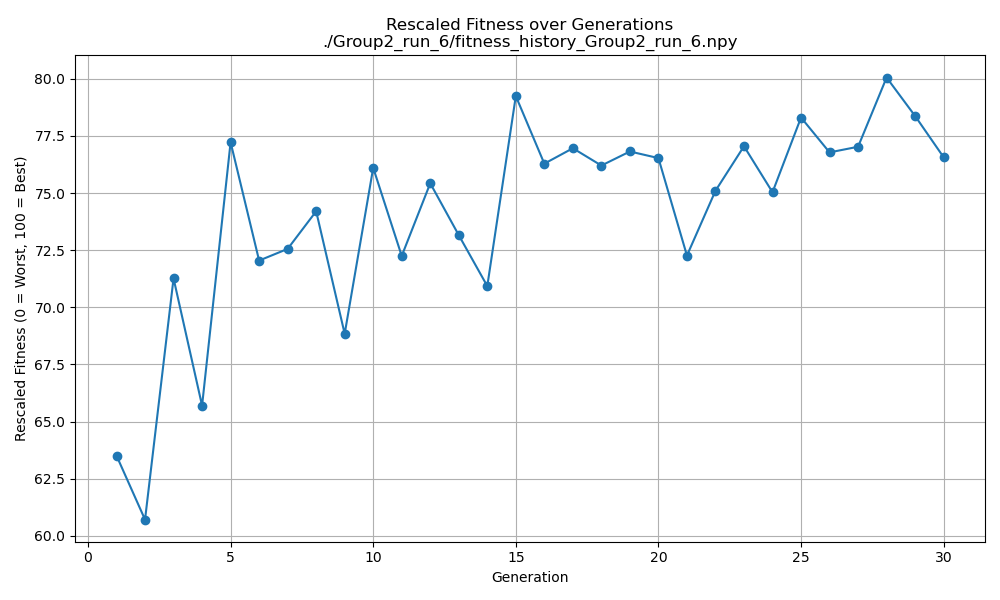 Rescaled Fitness over Generations
./Group2_run_6/fitness_history_Group2_run_6.npy
Rescaled Fitness (0 = Worst, 100 = Best)
80.0
77.5
75.0
72.5
70.0
67.5
65.0
62.5
60.0
0 5 10 15 20 25 30
Generation